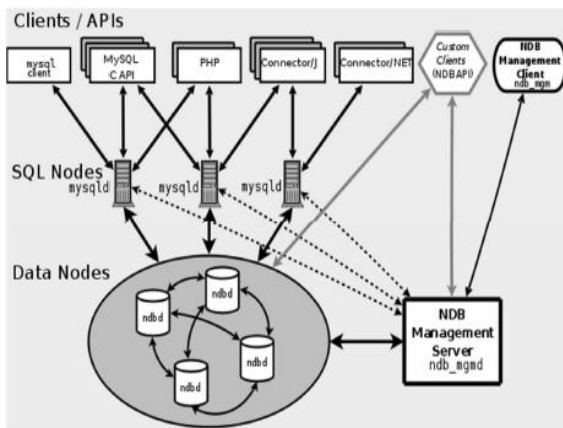 Clients / APIs
mysql
client
MySQL
C API
PHP
Connector/J
Connector/NET
Custom
Clients
(NDBAPI)
NDB
Management
Client
ndb_mgm
SQL Nodes
mysqld
mysqld
mysqld
Data Nodes
ndbd
ndbd
ndbd
ndbd
NDB
Management
Server
ndb_mgmd